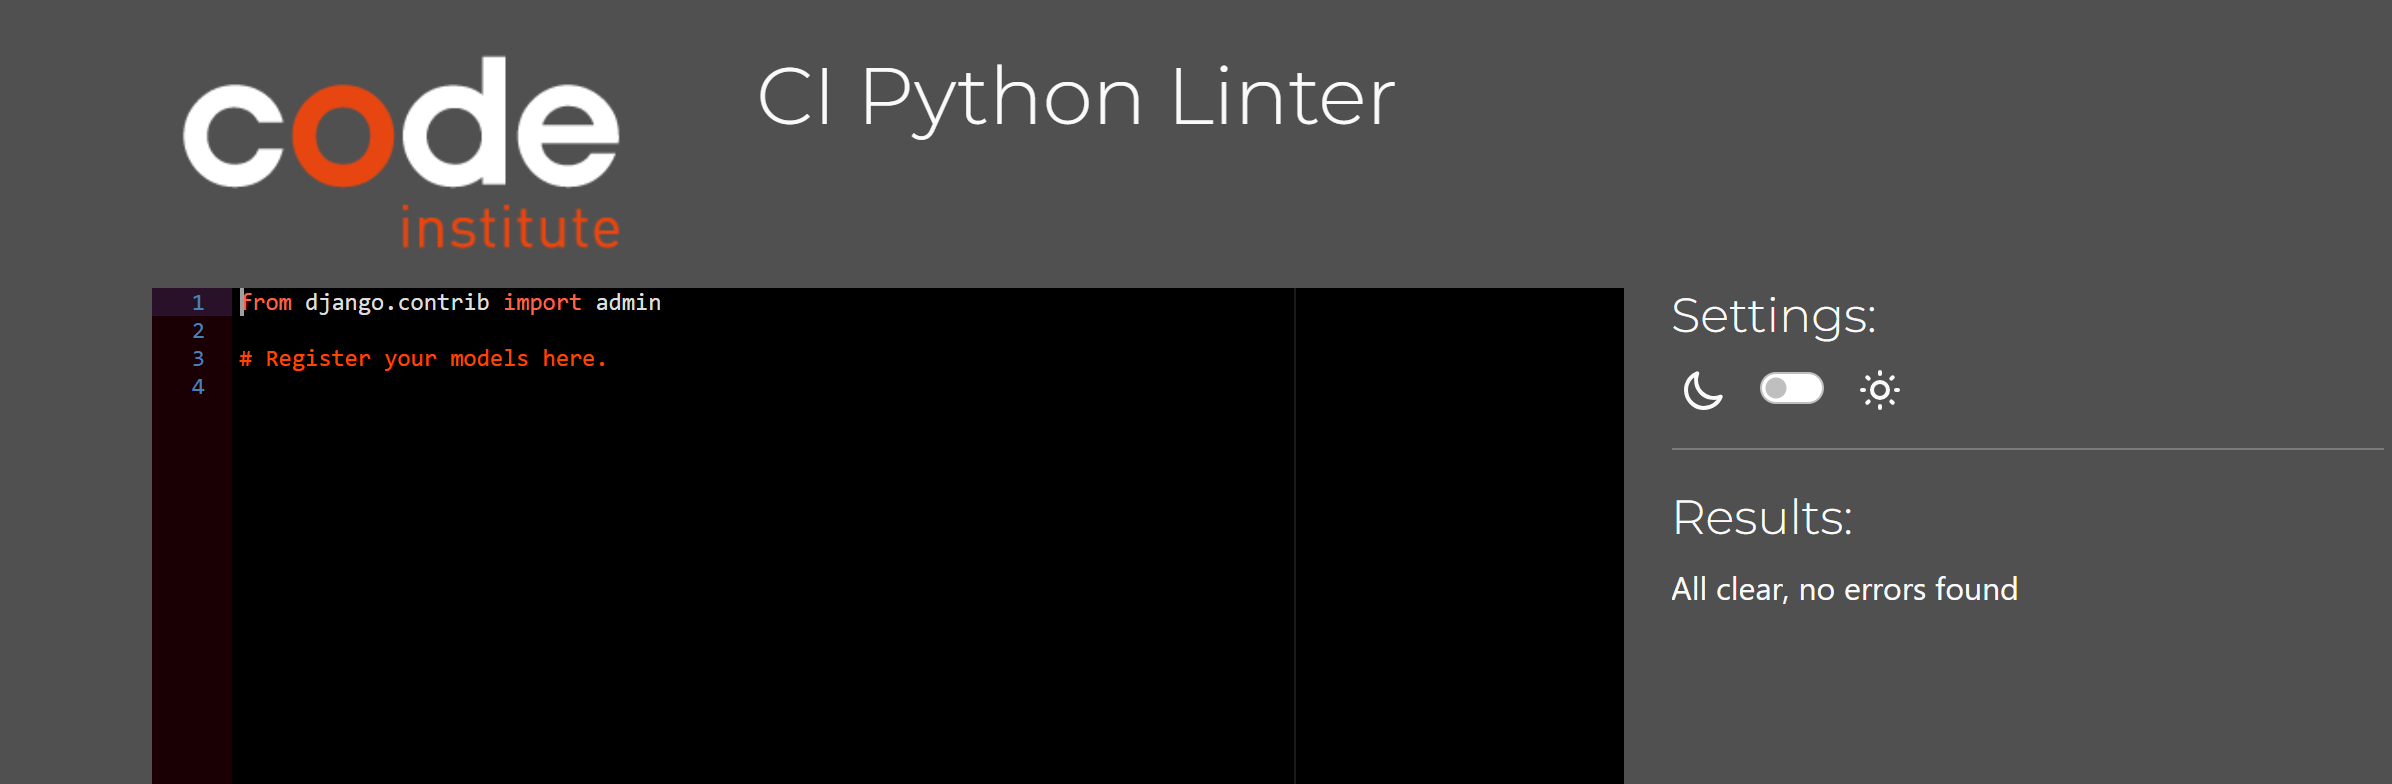 code
institute
CI Python Linter
1 from django.contrib import admin
2
3 # Register your models here.
4
Settings:
Results:
All clear, no errors found